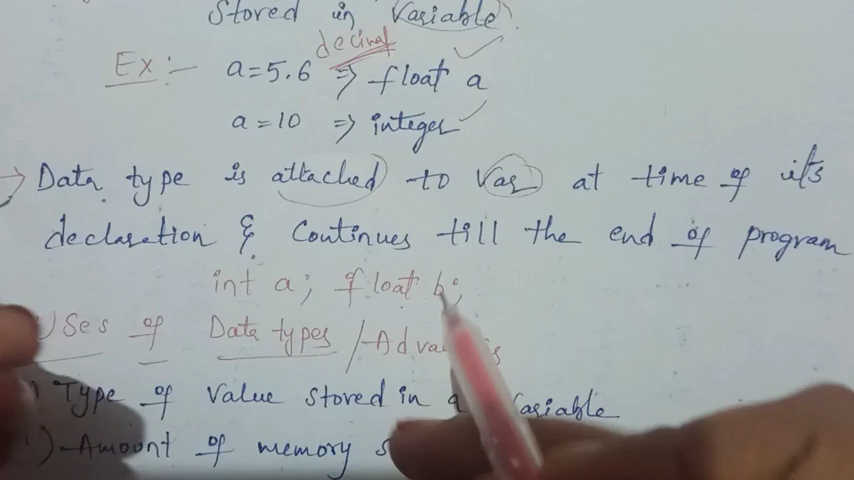 Stored in Variable.
decimal
Ex:- a=5.6 => float a
a=10 => integer
→ Data type is attached to Var at time of its
declaration & Continues till the end of program
int a; float b;
Uses of Data types /
Type of Value stored in a Variable
) Amount of memory